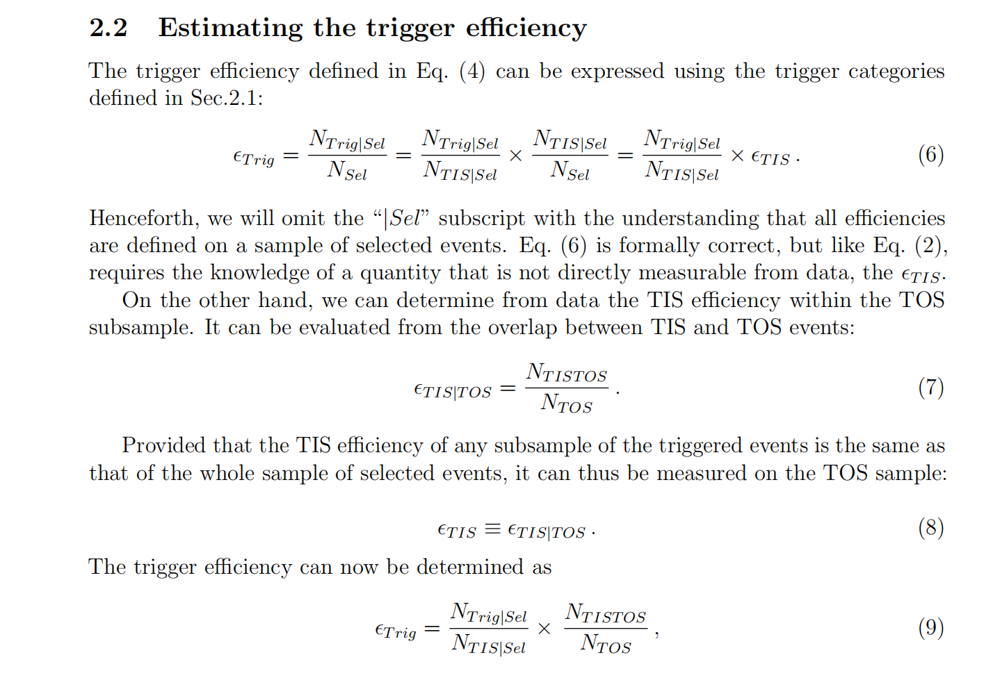 2.2 Estimating the trigger efficiency
The trigger efficiency defined in Eq. (4) can be expressed using the trigger categories
defined in Sec.2.1:
$\epsilon_{Trig} = \frac{N_{Trig|Sel}}{N_{Sel}} = \frac{N_{Trig|Sel}}{N_{TIS|Sel}} \times \frac{N_{TIS|Sel}}{N_{Sel}} = \frac{N_{Trig|Sel}}{N_{TIS|Sel}} \times \epsilon_{TIS}\,.$ (6)
Henceforth, we will omit the “|Sel” subscript with the understanding that all efficiencies
are defined on a sample of selected events. Eq. (6) is formally correct, but like Eq. (2),
requires the knowledge of a quantity that is not directly measurable from data, the $\epsilon_{TIS}$.
On the other hand, we can determine from data the TIS efficiency within the TOS
subsample. It can be evaluated from the overlap between TIS and TOS events:
$\epsilon_{TIS|TOS} = \frac{N_{TISTOS}}{N_{TOS}}\,.$ (7)
Provided that the TIS efficiency of any subsample of the triggered events is the same as
that of the whole sample of selected events, it can thus be measured on the TOS sample:
$\epsilon_{TIS} \equiv \epsilon_{TIS|TOS}\,.$ (8)
The trigger efficiency can now be determined as
$\epsilon_{Trig} = \frac{N_{Trig|Sel}}{N_{TIS|Sel}} \times \frac{N_{TISTOS}}{N_{TOS}}\,,$ (9)